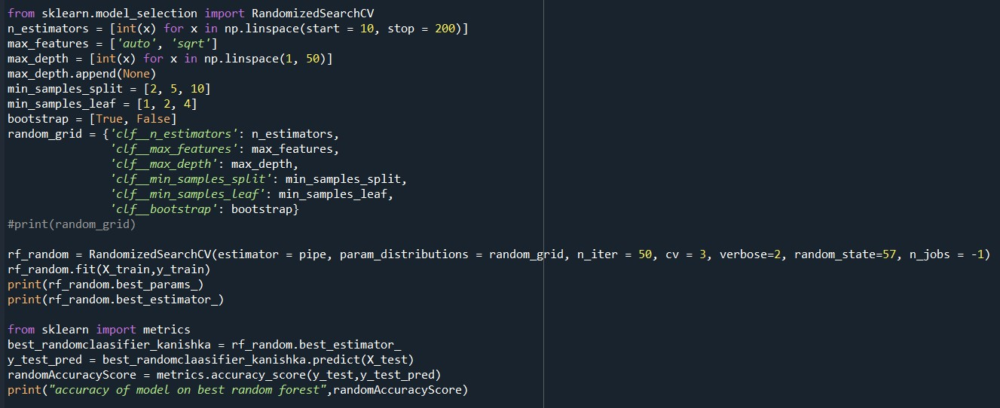 from sklearn.model_selection import RandomizedSearchCV
n_estimators = [int(x) for x in np.linspace(start = 10, stop = 200)]
max_features = ['auto', 'sqrt']
max_depth = [int(x) for x in np.linspace(1, 50)]
max_depth.append(None)
min_samples_split = [2, 5, 10]
min_samples_leaf = [1, 2, 4]
bootstrap = [True, False]
random_grid = {'clf__n_estimators': n_estimators,
               'clf__max_features': max_features,
               'clf__max_depth': max_depth,
               'clf__min_samples_split': min_samples_split,
               'clf__min_samples_leaf': min_samples_leaf,
               'clf__bootstrap': bootstrap}
#print(random_grid)

rf_random = RandomizedSearchCV(estimator = pipe, param_distributions = random_grid, n_iter = 50, cv = 3, verbose=2, random_state=57, n_jobs = -1)
rf_random.fit(X_train,y_train)
print(rf_random.best_params_)
print(rf_random.best_estimator_)

from sklearn import metrics
best_randomclaasifier_kanishka = rf_random.best_estimator_
y_test_pred = best_randomclaasifier_kanishka.predict(X_test)
randomAccuracyScore = metrics.accuracy_score(y_test,y_test_pred)
print("accuracy of model on best random forest",randomAccuracyScore)